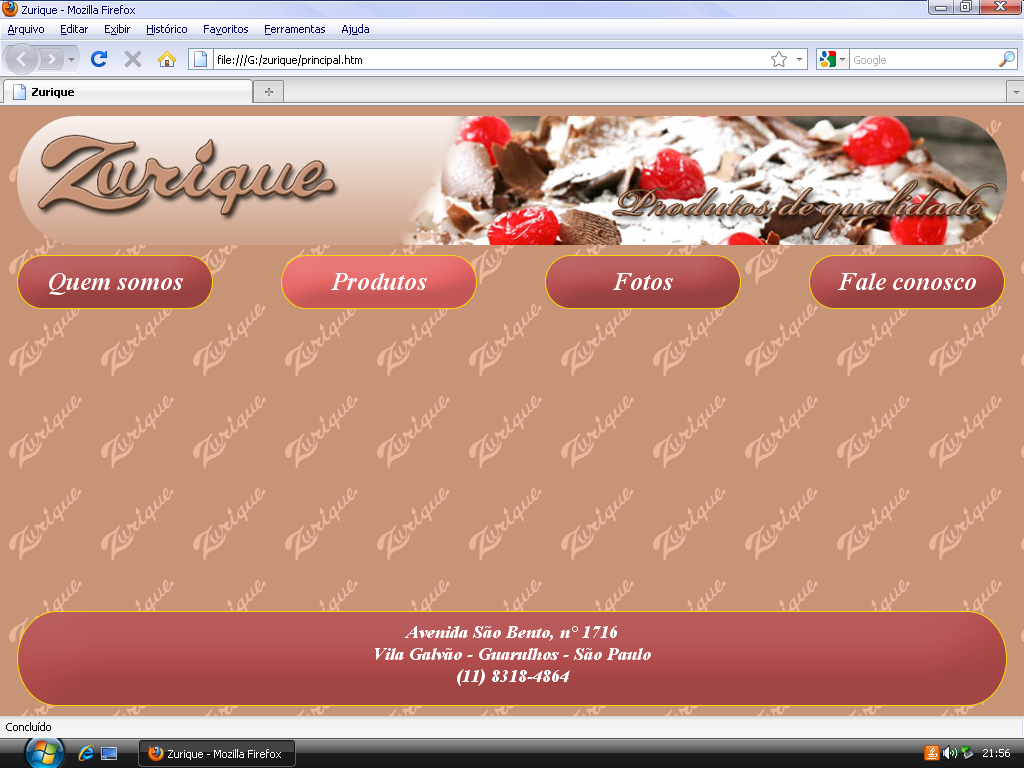 Zurique - Mozilla Firefox
Arquivo Editar Exibir Histórico Favoritos Ferramentas Ajuda
file:///G:/zurique/principal.htm
Google
Zurique
Zurique
Produtos de qualidade
Quem somos
Produtos
Fotos
Fale conosco
Avenida São Bento, n° 1716
Vila Galvão - Guarulhos - São Paulo
(11) 8318-4864
Concluído
Zurique - Mozilla Firefox
21:56